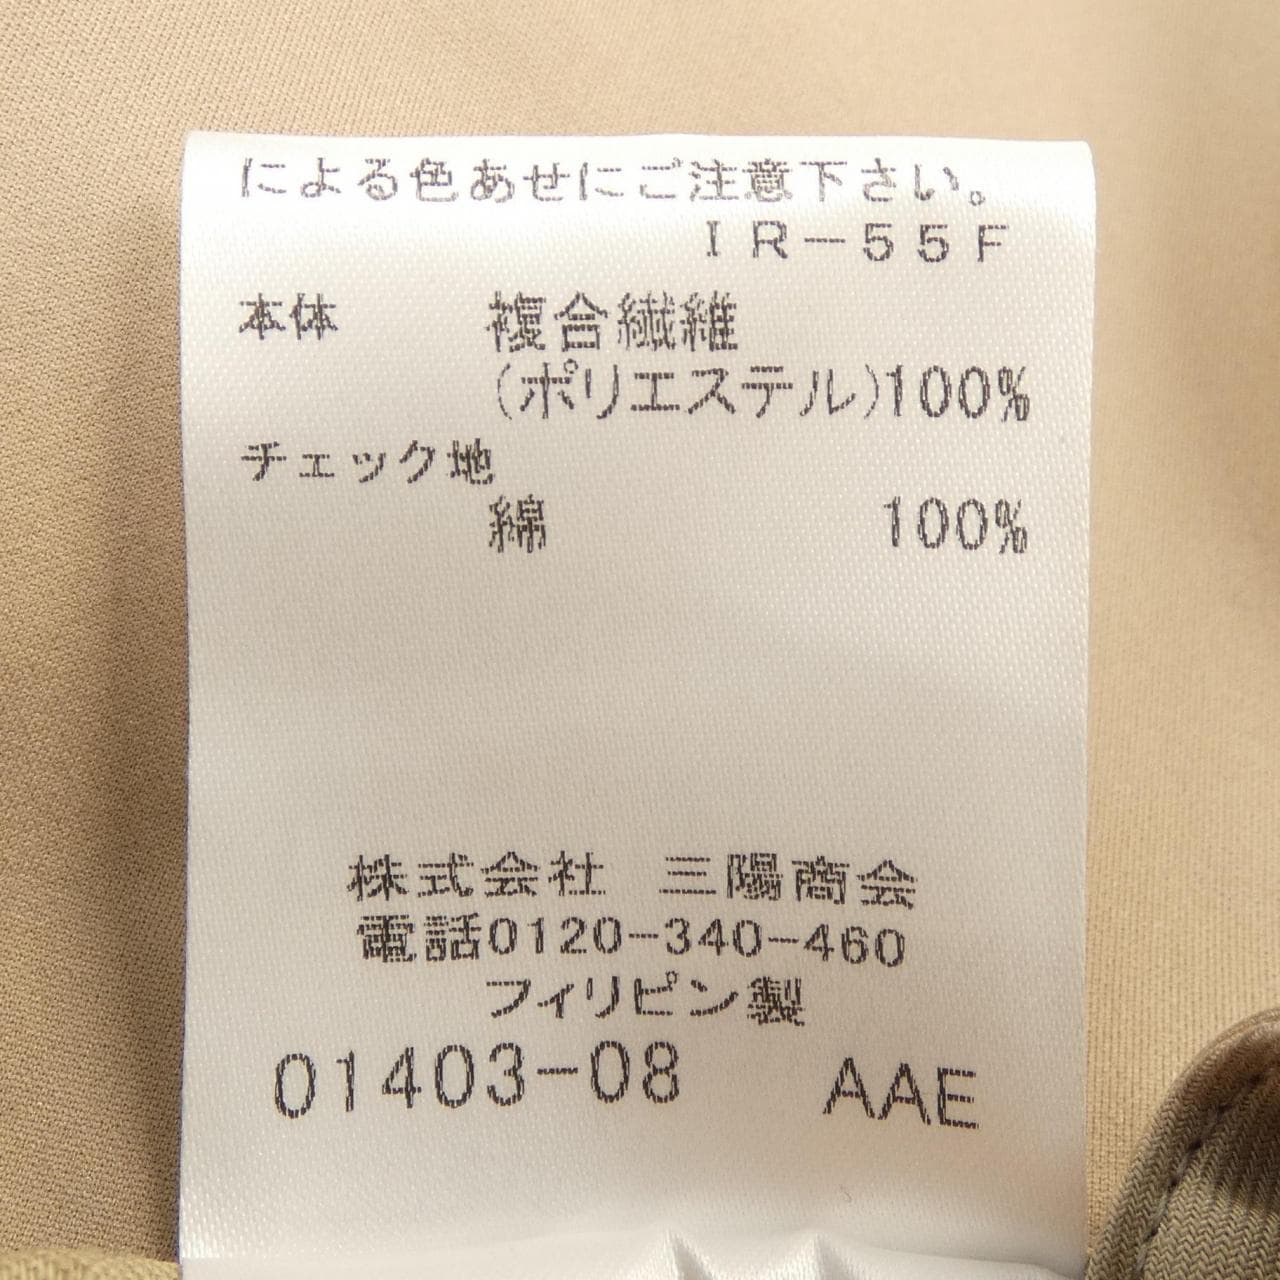 による色あせにご注意下さい。
IR-55F
本体 複合繊維
(ポリエステル)100%
チェック地
綿 100%
株式会社 三陽商会
電話0120-340-460
フィリピン製
01403-08 AAE